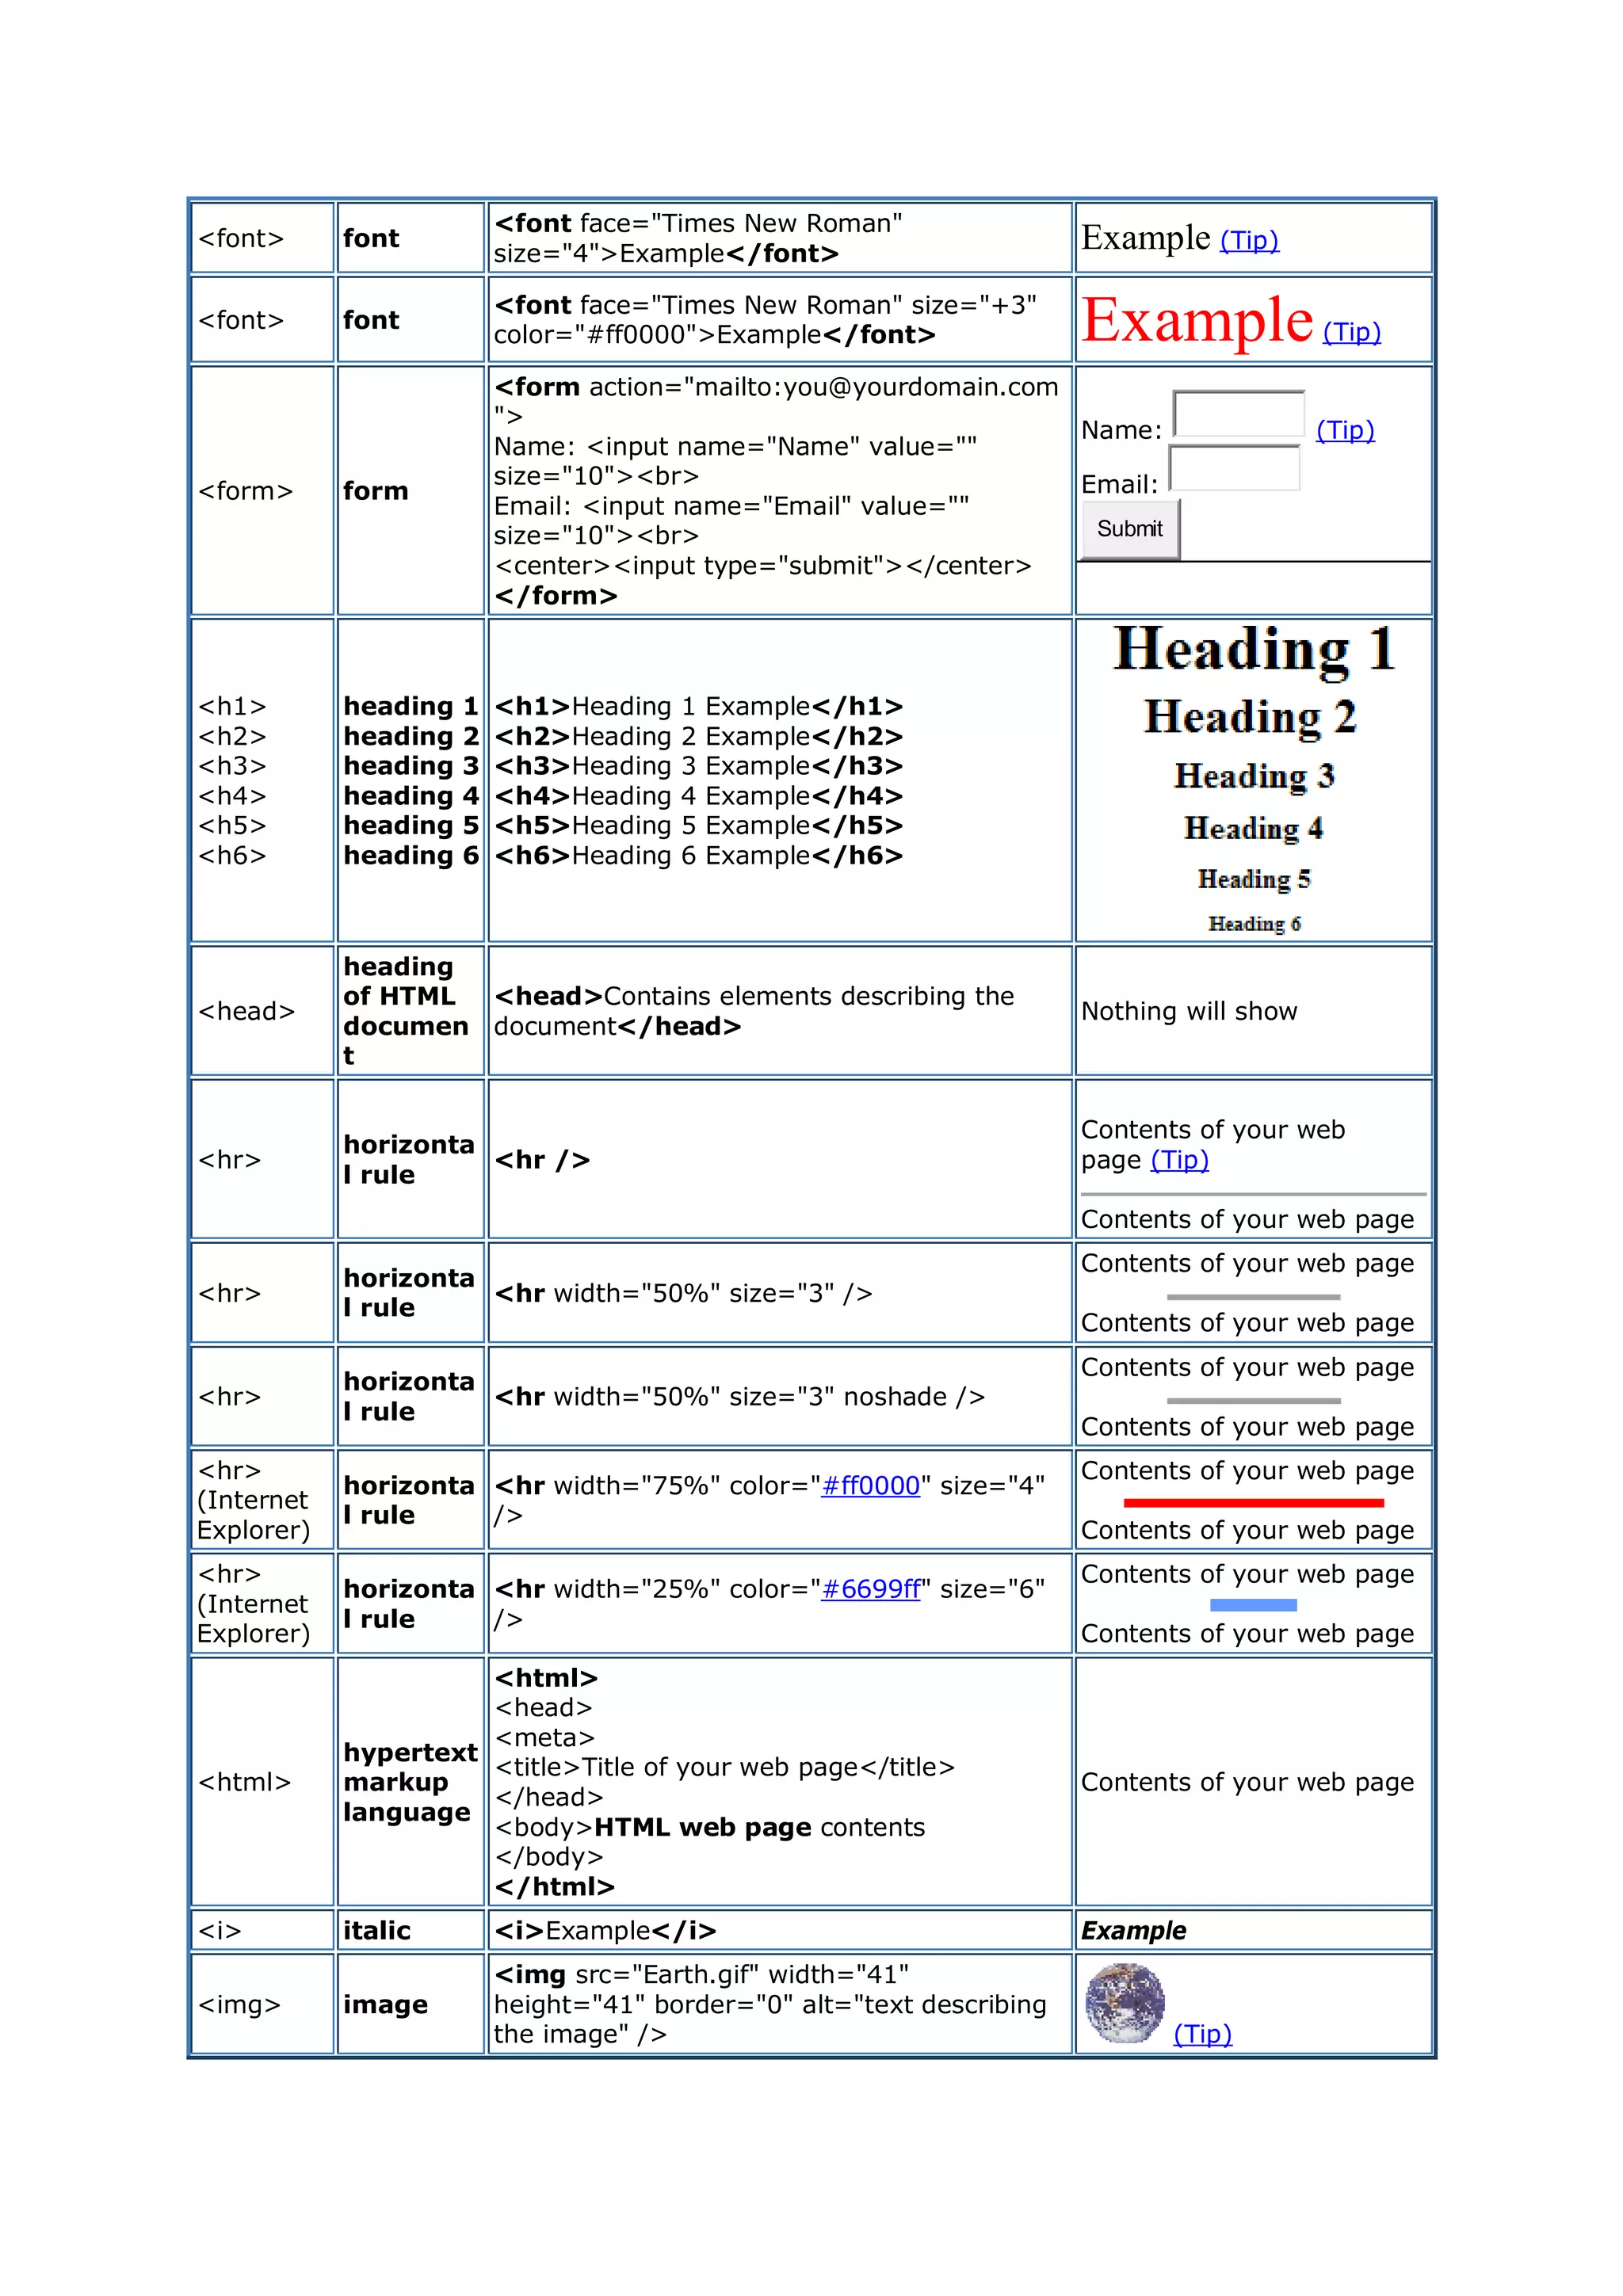 <font> font <font face="Times New Roman"
size="4">Example</font> Example (Tip)
<font> font <font face="Times New Roman" size="+3"
color="#ff0000">Example</font> Example (Tip)
<form> form <form action="mailto:you@yourdomain.com
">
Name: <input name="Name" value=""
size="10"><br>
Email: <input name="Email" value=""
size="10"><br>
<center><input type="submit"></center>
</form>
Name: (Tip)
Email:
Submit
<h1>
<h2>
<h3>
<h4>
<h5>
<h6>
heading 1
heading 2
heading 3
heading 4
heading 5
heading 6
<h1>Heading 1 Example</h1>
<h2>Heading 2 Example</h2>
<h3>Heading 3 Example</h3>
<h4>Heading 4 Example</h4>
<h5>Heading 5 Example</h5>
<h6>Heading 6 Example</h6>
Heading 1
Heading 2
Heading 3
Heading 4
Heading 5
Heading 6
<head>
heading
of HTML
documen
t
<head>Contains elements describing the
document</head>
Nothing will show
<hr>
horizonta
l rule
<hr />
Contents of your web
page (Tip)
Contents of your web page
<hr>
horizonta
l rule
<hr width="50%" size="3" />
Contents of your web page
Contents of your web page
<hr>
horizonta
l rule
<hr width="50%" size="3" noshade />
Contents of your web page
Contents of your web page
<hr>
(Internet
Explorer)
horizonta
l rule
<hr width="75%" color="#ff0000" size="4"
/>
Contents of your web page
Contents of your web page
<hr>
(Internet
Explorer)
horizonta
l rule
<hr width="25%" color="#6699ff" size="6"
/>
Contents of your web page
Contents of your web page
<html>
hypertext
markup
language
<html>
<head>
<meta>
<title>Title of your web page</title>
</head>
<body>HTML web page contents
</body>
</html>
Contents of your web page
<i> italic <i>Example</i> Example
<img>
image
<img src="Earth.gif" width="41"
height="41" border="0" alt="text describing
the image" />
(Tip)